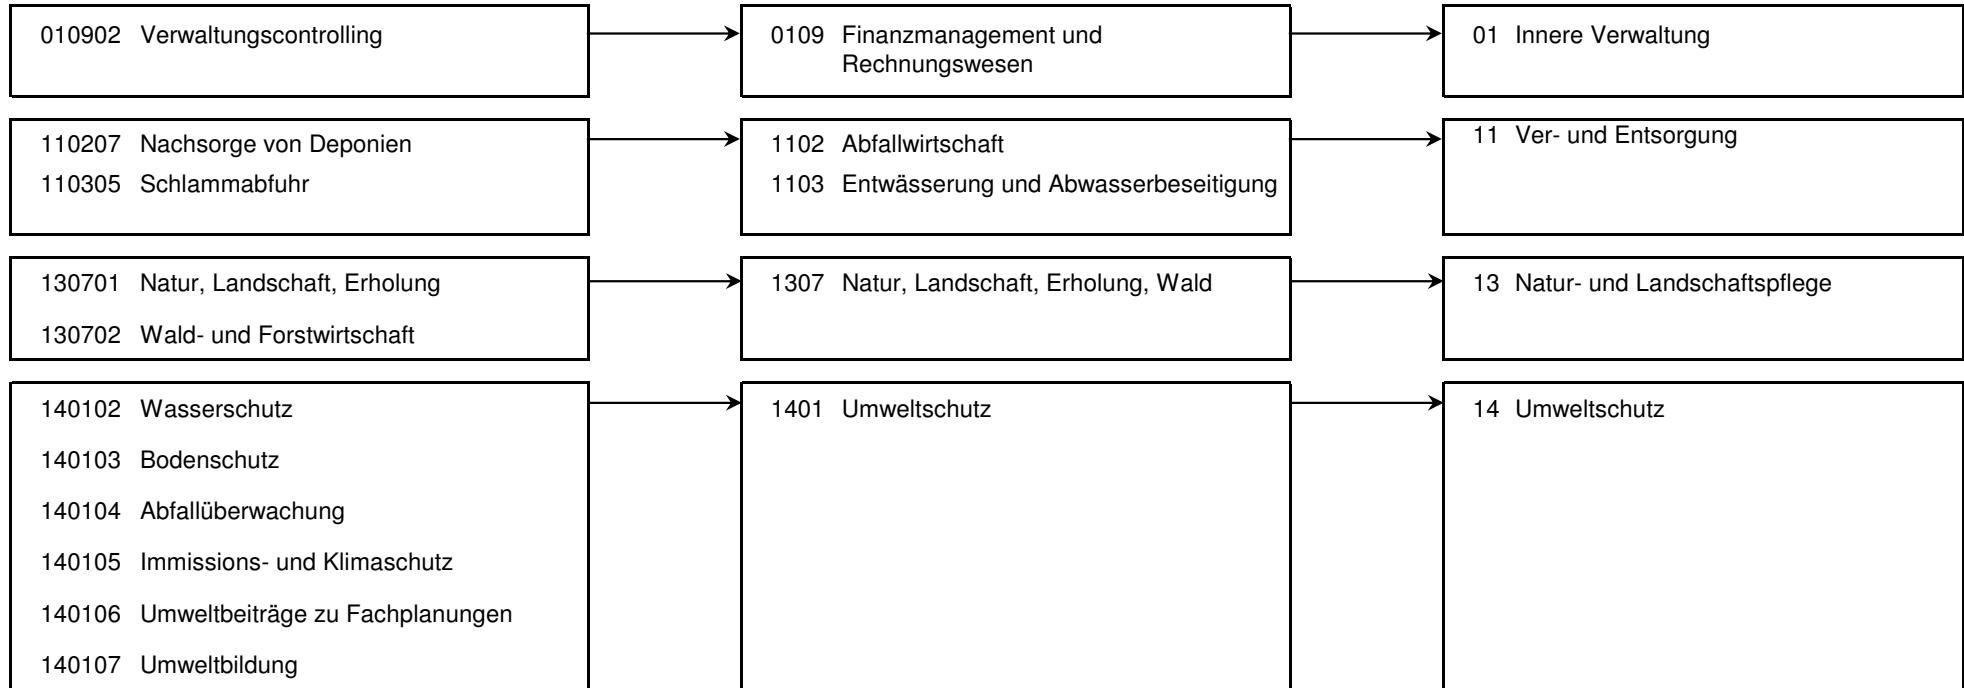 010902 Verwaltungscontrolling
0109 Finanzmanagement und
Rechnungswesen
01 Innere Verwaltung
110207 Nachsorge von Deponien
110305 Schlammabfuhr
1102 Abfallwirtschaft
1103 Entwässerung und Abwasserbeseitigung
11 Ver- und Entsorgung
130701 Natur, Landschaft, Erholung
130702 Wald- und Forstwirtschaft
1307 Natur, Landschaft, Erholung, Wald
13 Natur- und Landschaftspflege
140102 Wasserschutz
140103 Bodenschutz
140104 Abfallüberwachung
140105 Immissions- und Klimaschutz
140106 Umweltbeiträge zu Fachplanungen
140107 Umweltbildung
1401 Umweltschutz
14 Umweltschutz